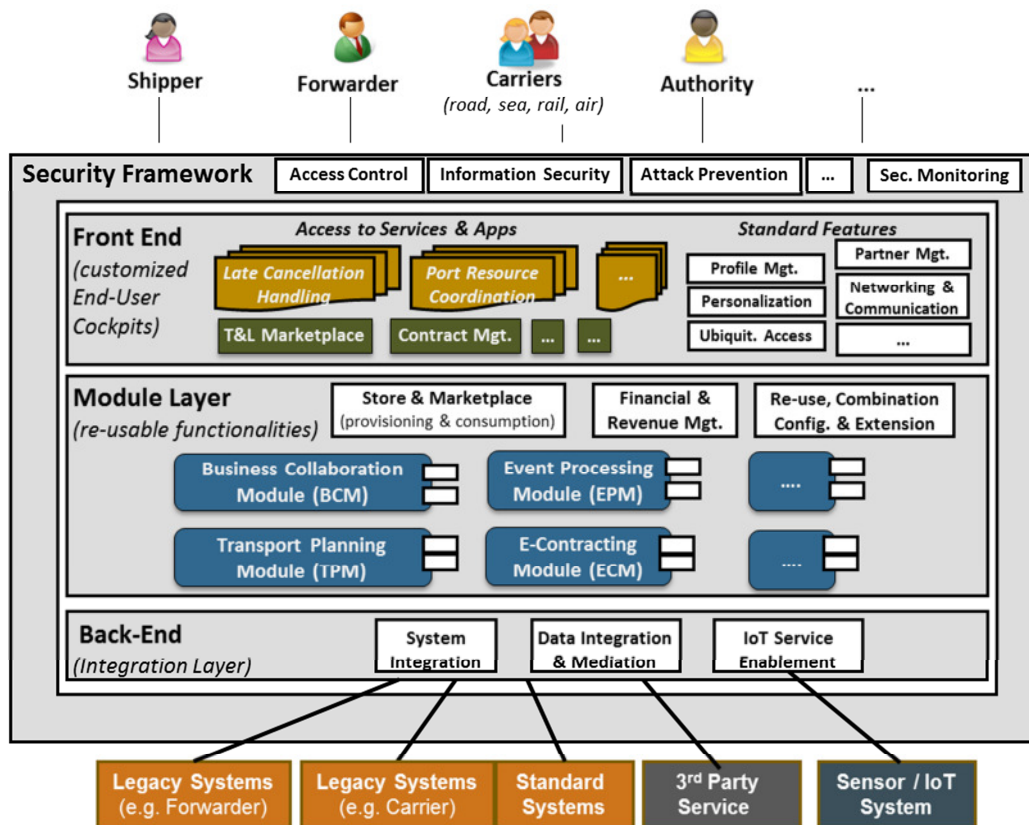 Shipper
Forwarder
Carriers
(road, sea, rail, air)
Authority
...
Security Framework
Access Control
Information Security
Attack Prevention
...
Sec. Monitoring
Front End
(customized
End-User
Cockpits)
Access to Services & Apps
Late Cancellation
Handling
Port Resource
Coordination
...
T&L Marketplace
Contract Mgt.
...
...
Standard Features
Profile Mgt.
Personalization
Ubiquit. Access
Partner Mgt.
Networking &
Communication
...
Module Layer
(re-usable functionalities)
Store & Marketplace
(provisioning & consumption)
Financial &
Revenue Mgt.
Re-use, Combination
Config. & Extension
Business Collaboration
Module (BCM)
Event Processing
Module (EPM)
....
Transport Planning
Module (TPM)
E-Contracting
Module (ECM)
....
Back-End
(Integration Layer)
System
Integration
Data Integration
& Mediation
IoT Service
Enablement
Legacy Systems
(e.g. Forwarder)
Legacy Systems
(e.g. Carrier)
Standard
Systems
3rd Party
Service
Sensor / IoT
System